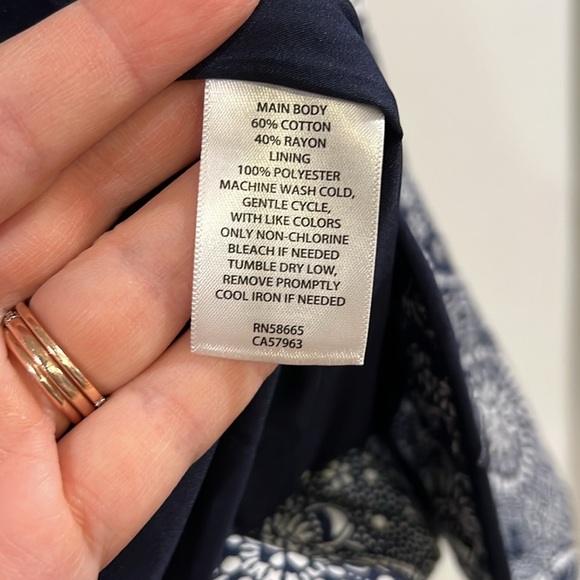 MAIN BODY
60% COTTON
40% RAYON
LINING
100% POLYESTER
MACHINE WASH COLD,
GENTLE CYCLE,
WITH LIKE COLORS
ONLY NON-CHLORINE
BLEACH IF NEEDED
TUMBLE DRY LOW,
REMOVE PROMPTLY
COOL IRON IF NEEDED
RN58665
CA57963